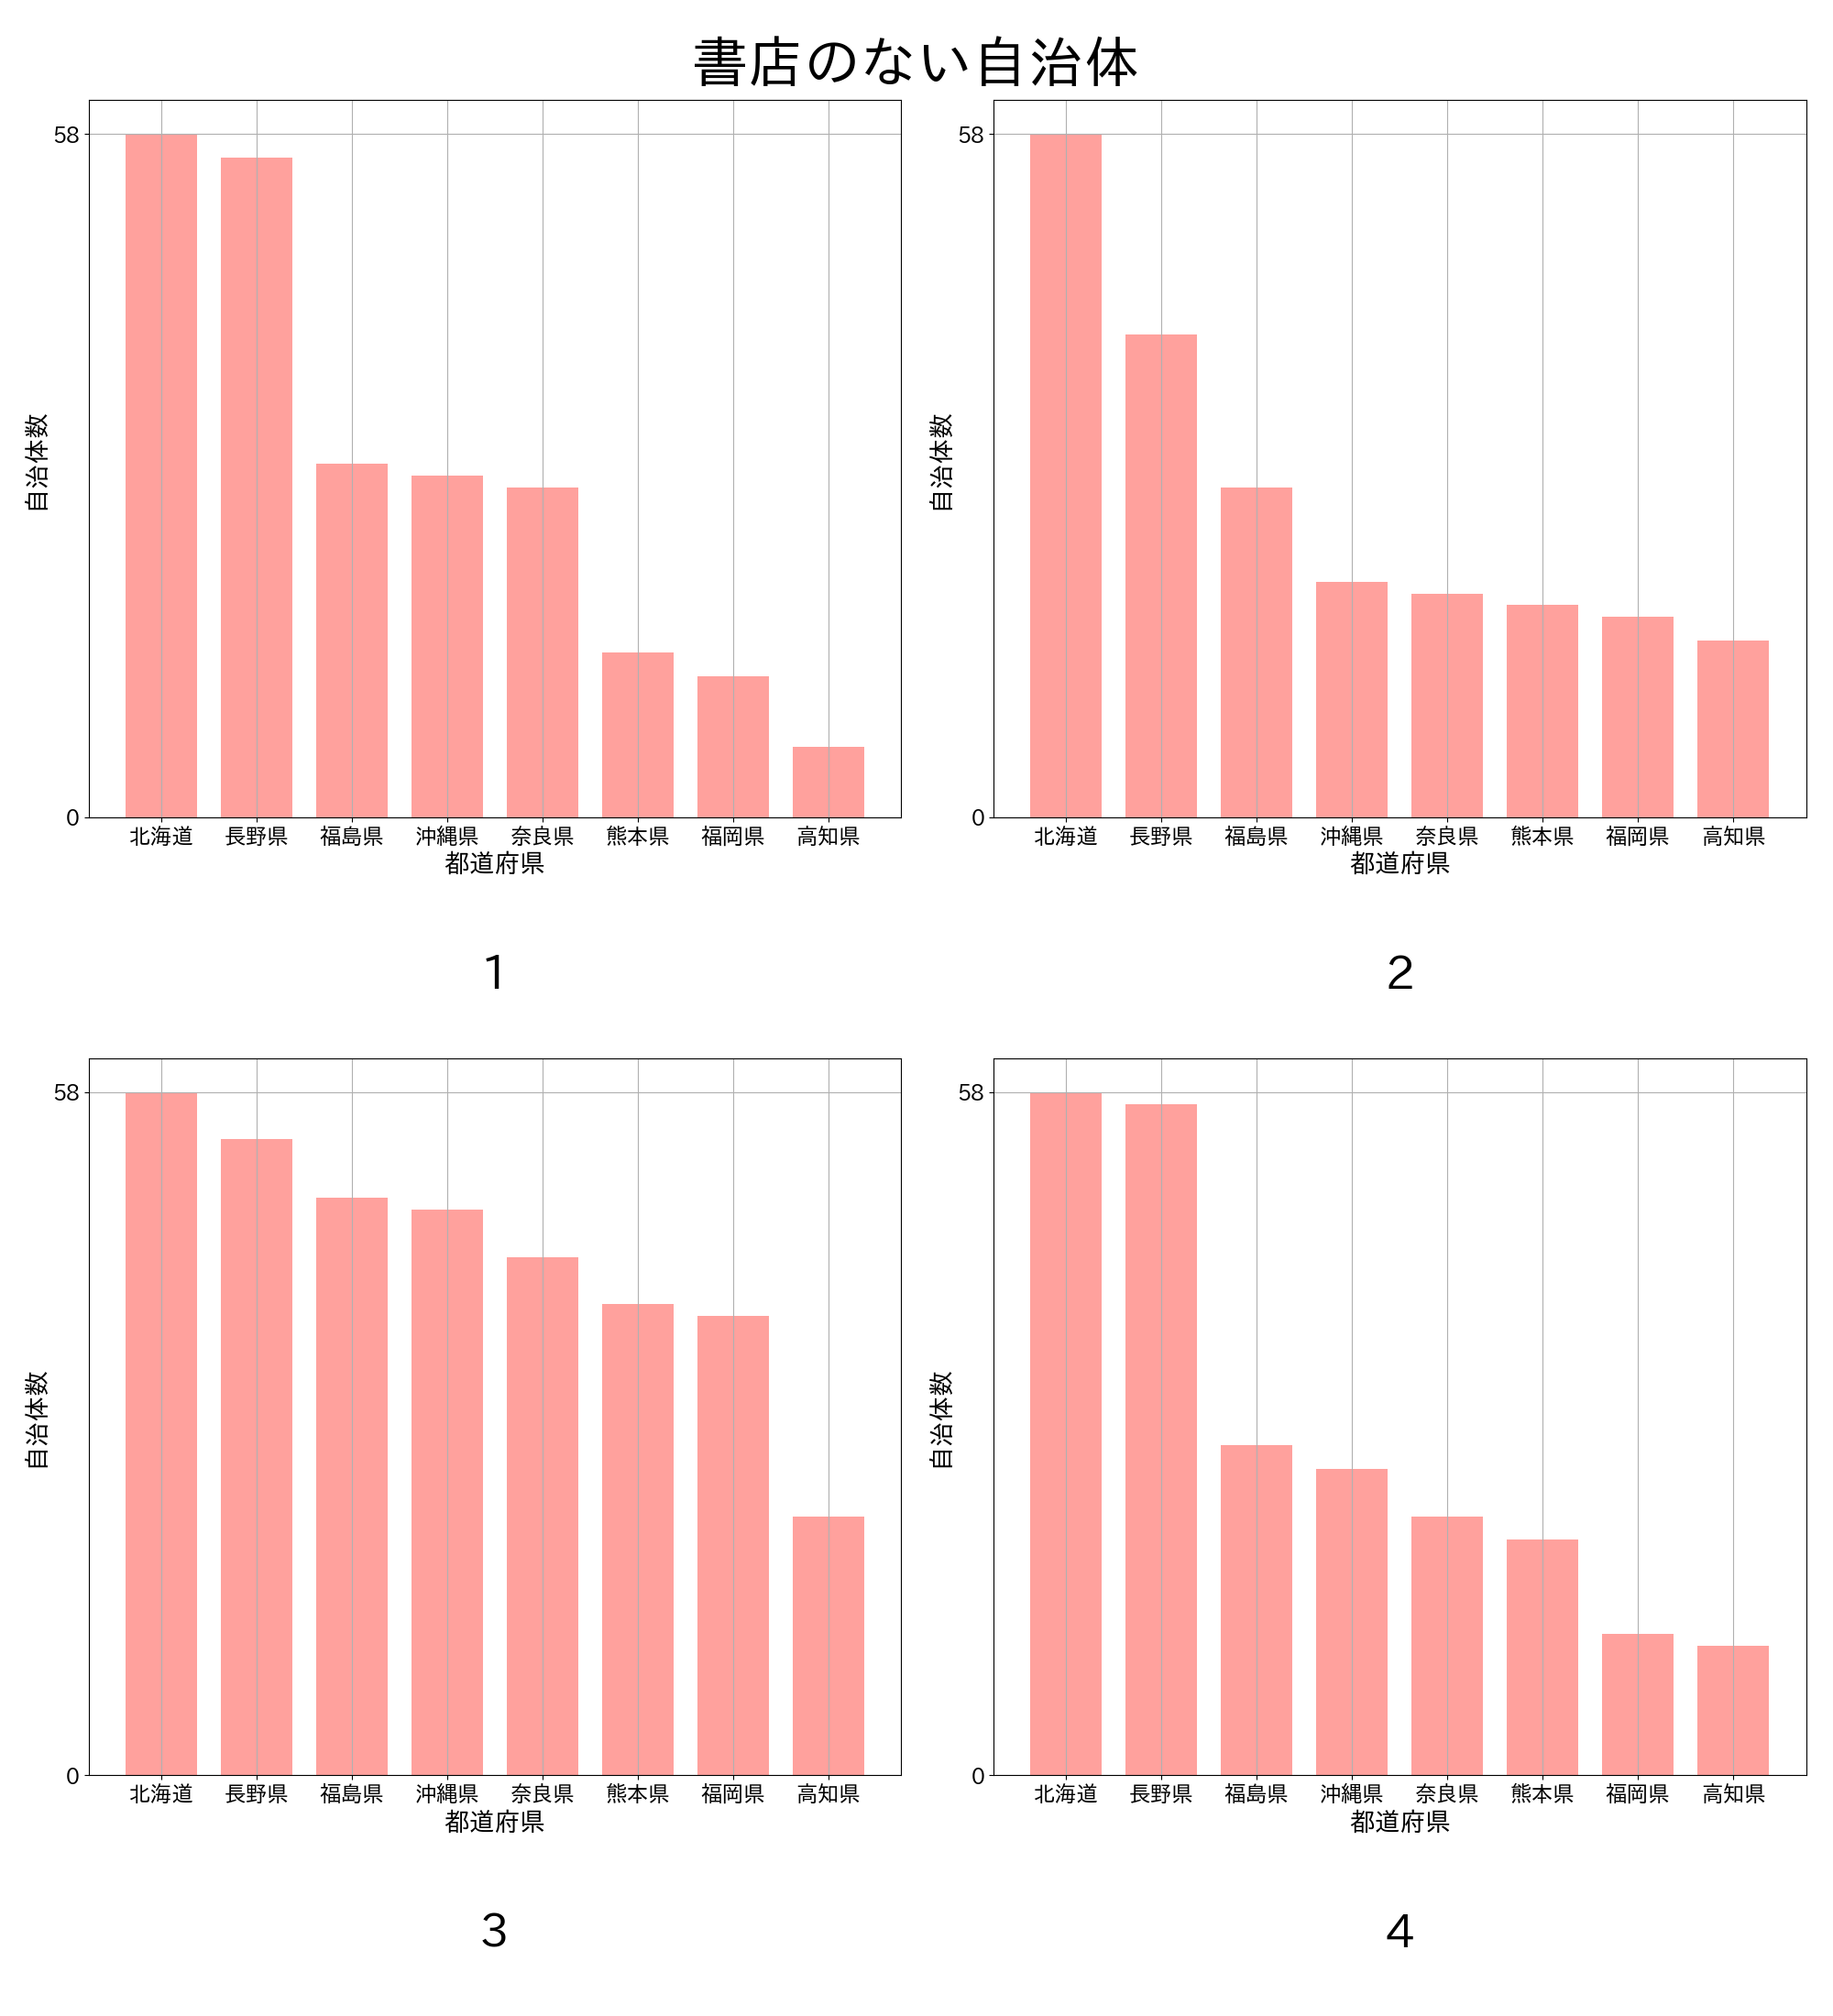 書店のない自治体
58
0
自治体数
北海道 長野県 福島県 沖縄県 奈良県 熊本県 福岡県 高知県
都道府県
1
58
0
自治体数
北海道 長野県 福島県 沖縄県 奈良県 熊本県 福岡県 高知県
都道府県
2
58
0
自治体数
北海道 長野県 福島県 沖縄県 奈良県 熊本県 福岡県 高知県
都道府県
3
58
0
自治体数
北海道 長野県 福島県 沖縄県 奈良県 熊本県 福岡県 高知県
都道府県
4